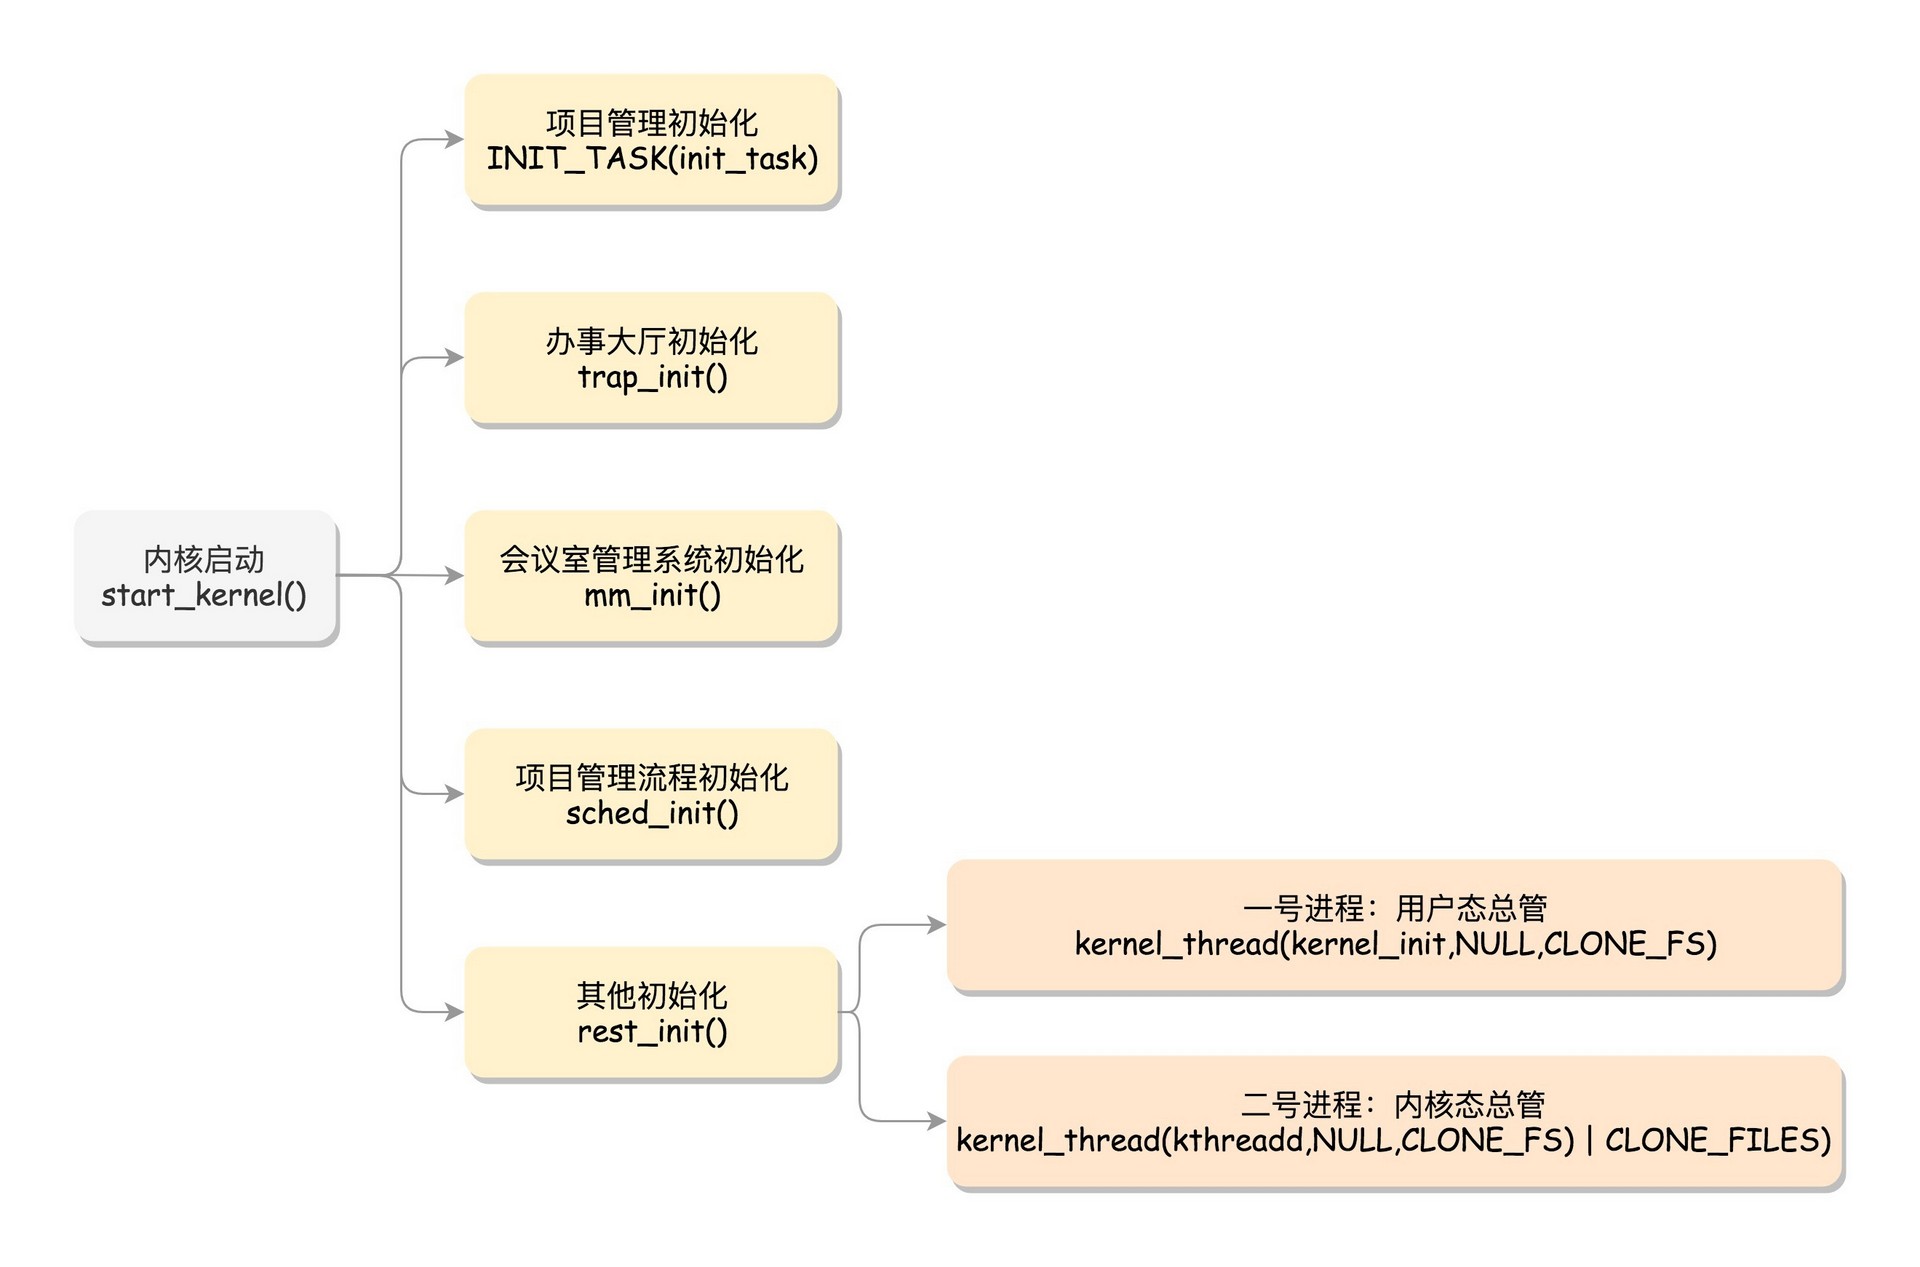 项目管理初始化
INIT_TASK(init_task)
办事大厅初始化
trap_init()
内核启动
start_kernel()
会议室管理系统初始化
mm_init()
项目管理流程初始化
sched_init()
其他初始化
rest_init()
一号进程：用户态总管
kernel_thread(kernel_init,NULL,CLONE_FS)
二号进程：内核态总管
kernel_thread(kthreadd,NULL,CLONE_FS) | CLONE_FILES)